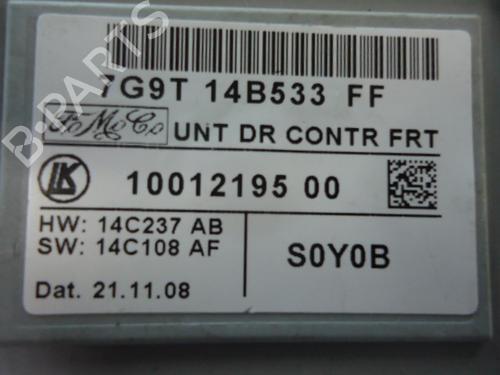 7G9T 14B533 FF
FoMoCo UNT DR CONTR FRT
LK 10012195 00
HW: 14C237 AB
SW: 14C108 AF
S0Y0B
Dat. 21.11.08
B-PARTS